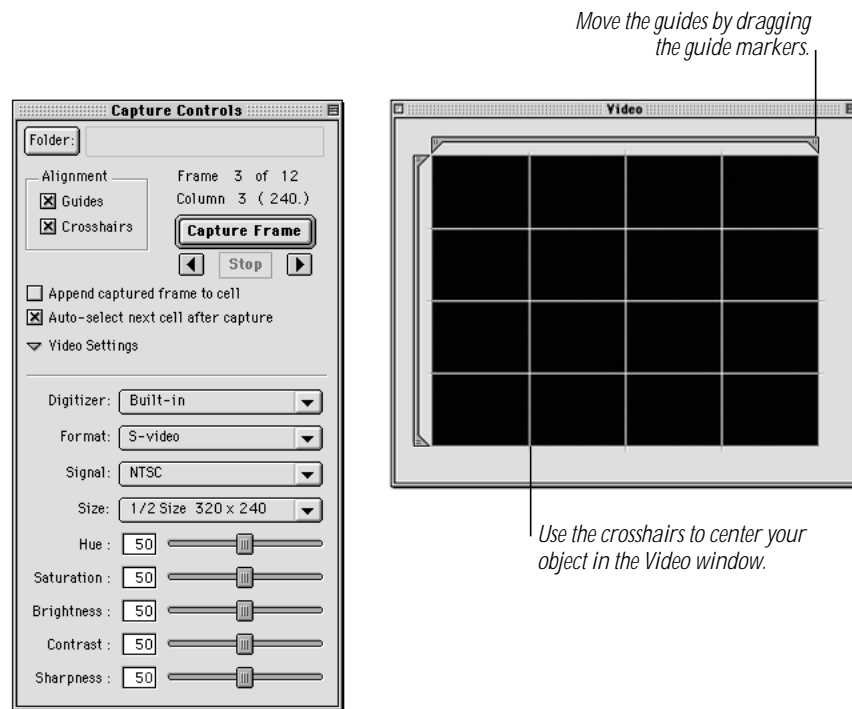 Move the guides by dragging
the guide markers.
Capture Controls
Folder:
Alignment
Guides
Crosshairs
Frame 3 of 12
Column 3 ( 240.)
Capture Frame
Stop
Append captured frame to cell
Auto-select next cell after capture
Video Settings
Digitizer: Built-in
Format: S-video
Signal: NTSC
Size: 1/2 Size 320 x 240
Hue : 50
Saturation : 50
Brightness : 50
Contrast : 50
Sharpness : 50
Video
Use the crosshairs to center your
object in the Video window.